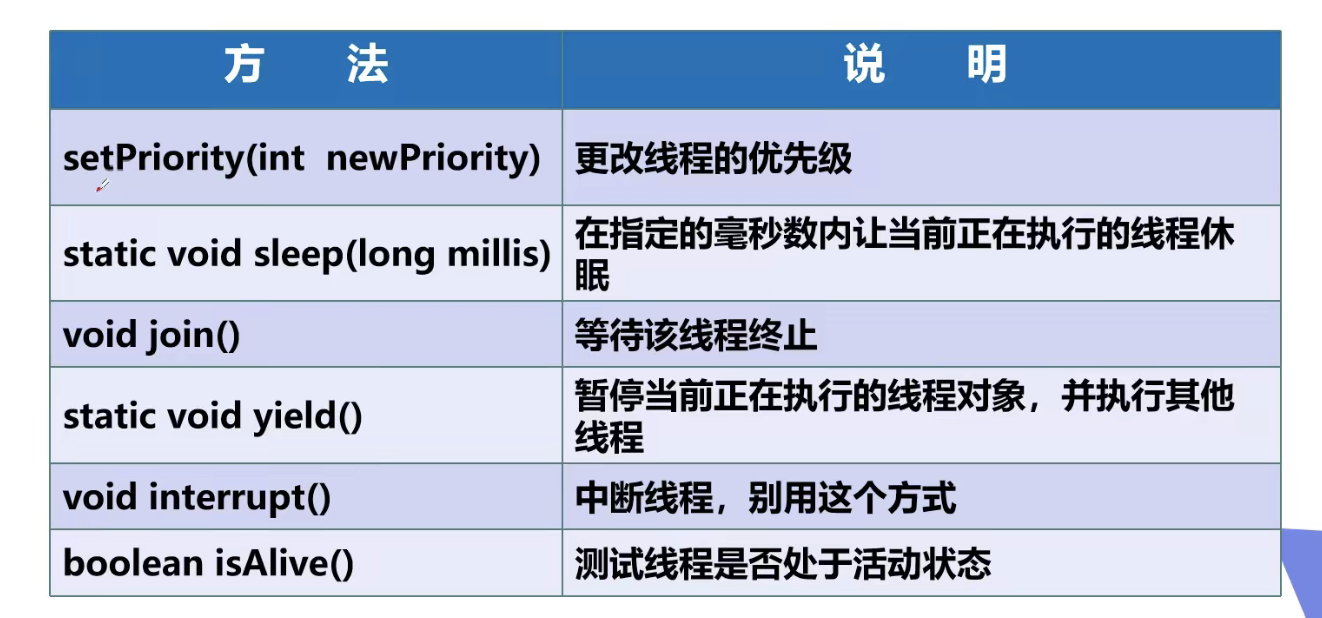 方 法
说 明
setPriority(int newPriority)
更改线程的优先级
static void sleep(long millis)
在指定的毫秒数内让当前正在执行的线程休
眠
void join()
等待该线程终止
static void yield()
暂停当前正在执行的线程对象，并执行其他
线程
void interrupt()
中断线程，别用这个方式
boolean isAlive()
测试线程是否处于活动状态